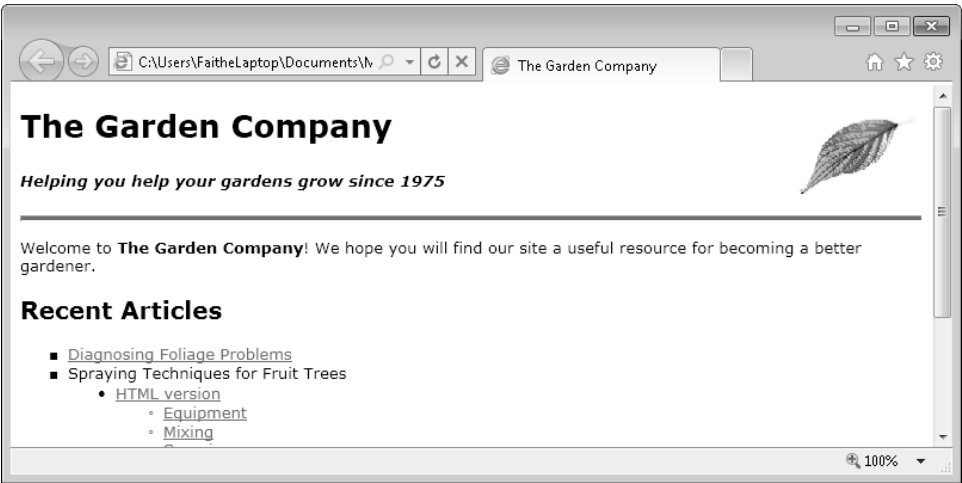 C:\Users\FaitheLaptop\Documents\
The Garden Company
The Garden Company
Helping you help your gardens grow since 1975
Welcome to The Garden Company! We hope you will find our site a useful resource for becoming a better
gardener.
Recent Articles
Diagnosing Foliage Problems
Spraying Techniques for Fruit Trees
HTML version
Equipment
Mixing
100%